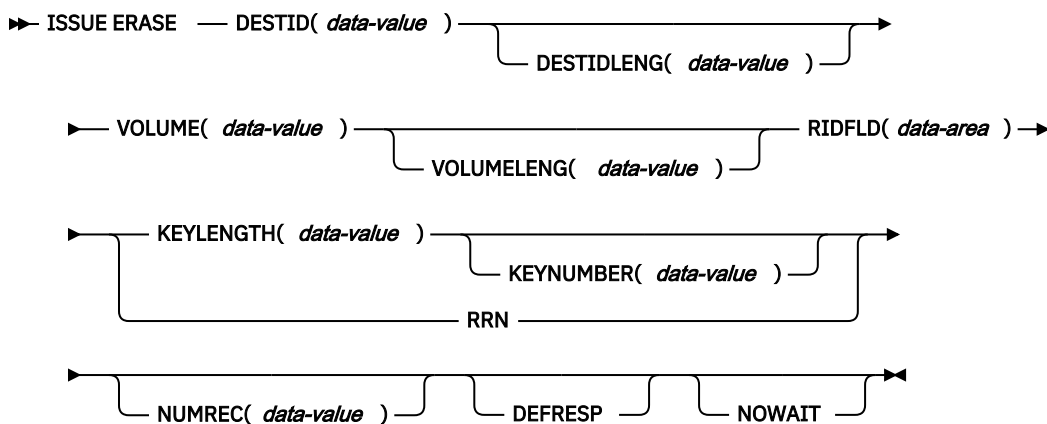 ISSUE ERASE DESTID( data-value )
DESTIDLENG( data-value )
VOLUME( data-value ) RIDFLD( data-area )
VOLUMELENG( data-value )
KEYLENGTH( data-value )
KEYNUMBER( data-value )
RRN
NUMREC( data-value ) DEFRESP NOWAIT